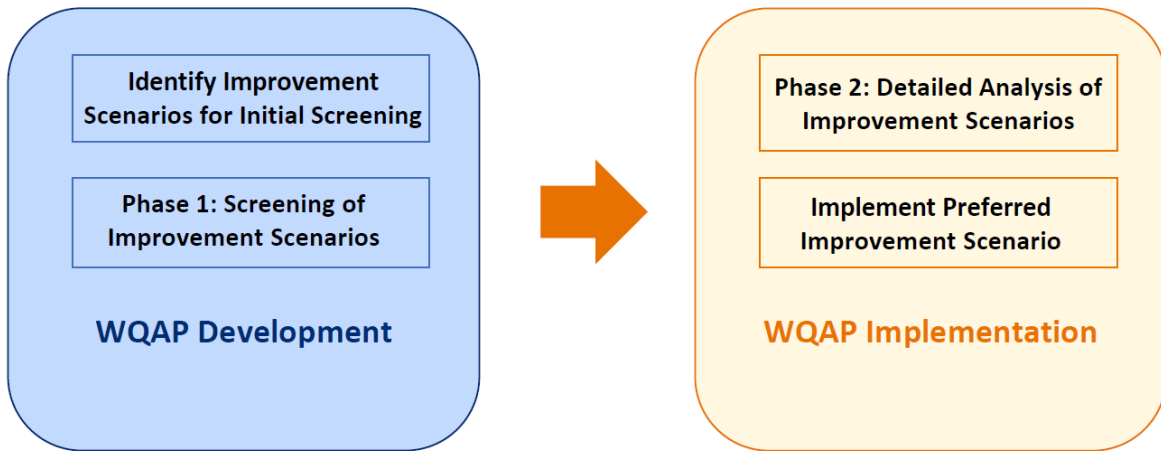 Identify Improvement
Scenarios for Initial Screening
Phase 1: Screening of
Improvement Scenarios
WQAP Development
Phase 2: Detailed Analysis of
Improvement Scenarios
Implement Preferred
Improvement Scenario
WQAP Implementation